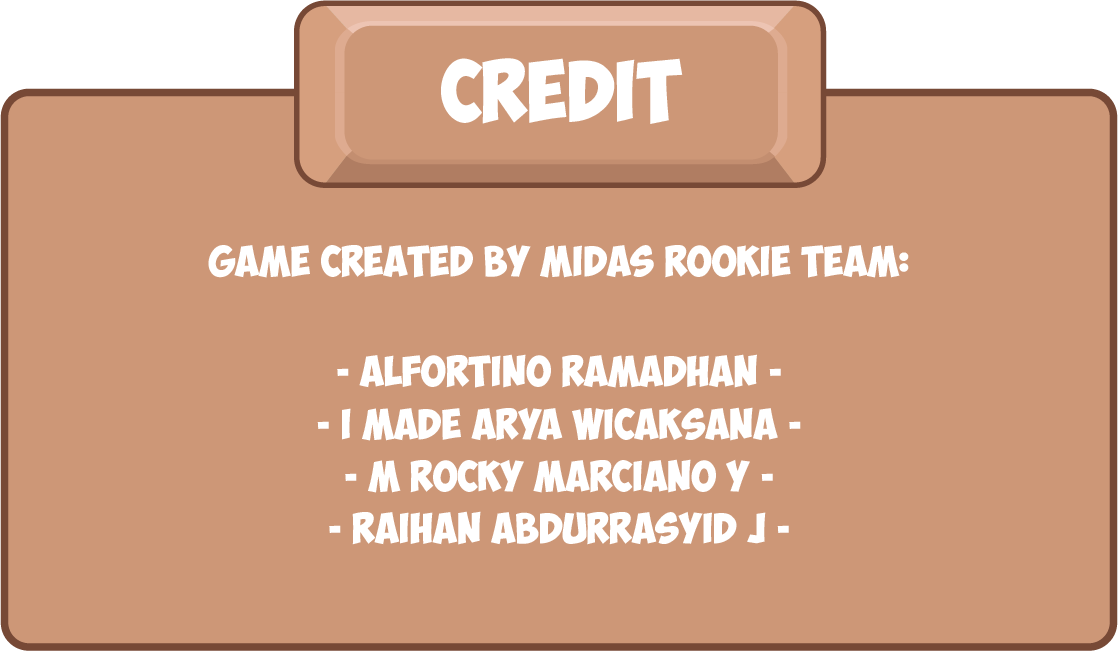 CREDIT
GAME CREATED BY MIDAS ROOKIE TEAM:
- ALFORTINO RAMADHAN -
- I MADE ARYA WICAKSANA -
- M ROCKY MARCIANO Y -
- RAIHAN ABDURRASYID J -